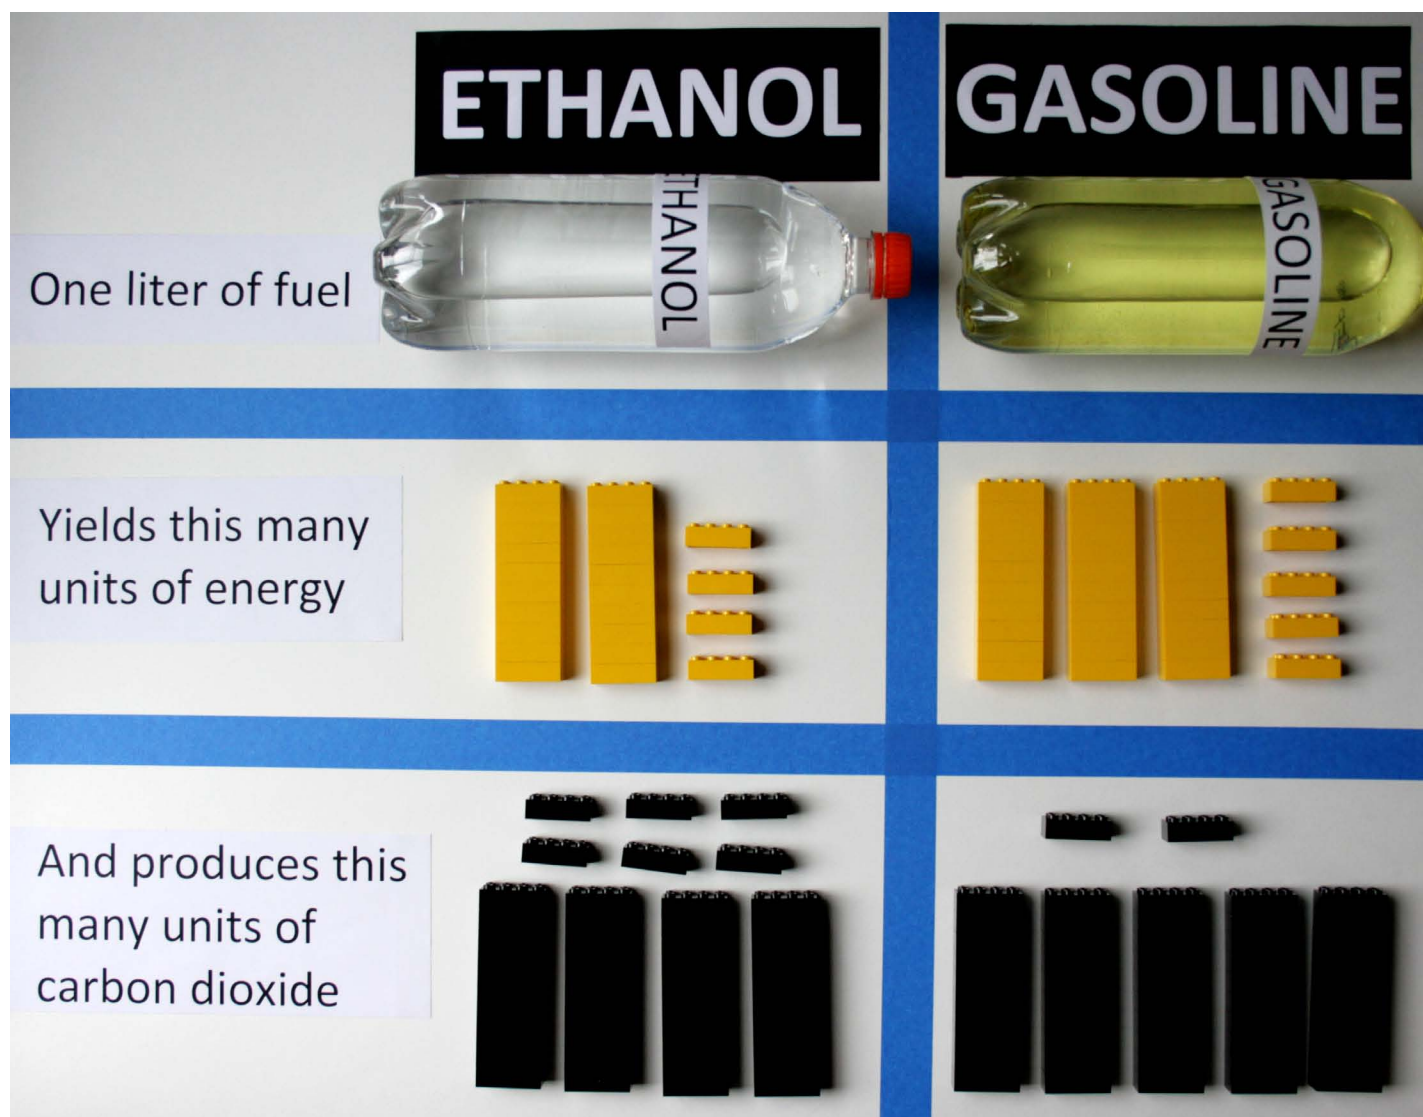 ETHANOL
GASOLINE
One liter of fuel
ETHANOL
GASOLINE
Yields this many
units of energy
And produces this
many units of
carbon dioxide